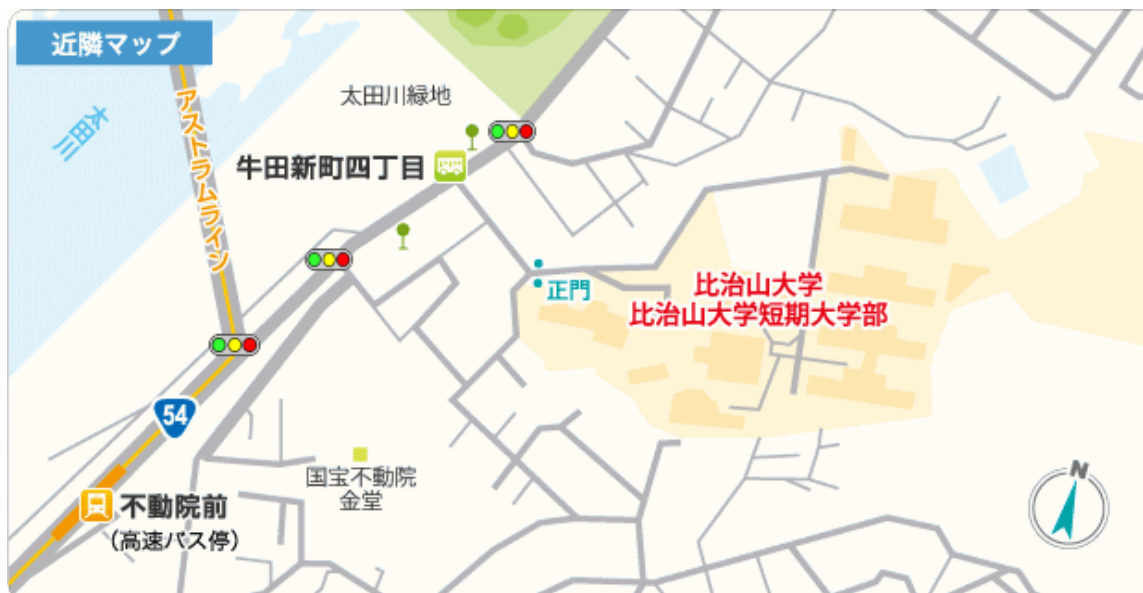 近隣マップ
太田川
アストラムライン
太田川緑地
牛田新町四丁目
正門
比治山大学
比治山大学短期大学部
54
国宝不動院
金堂
不動院前
(高速バス停)
N